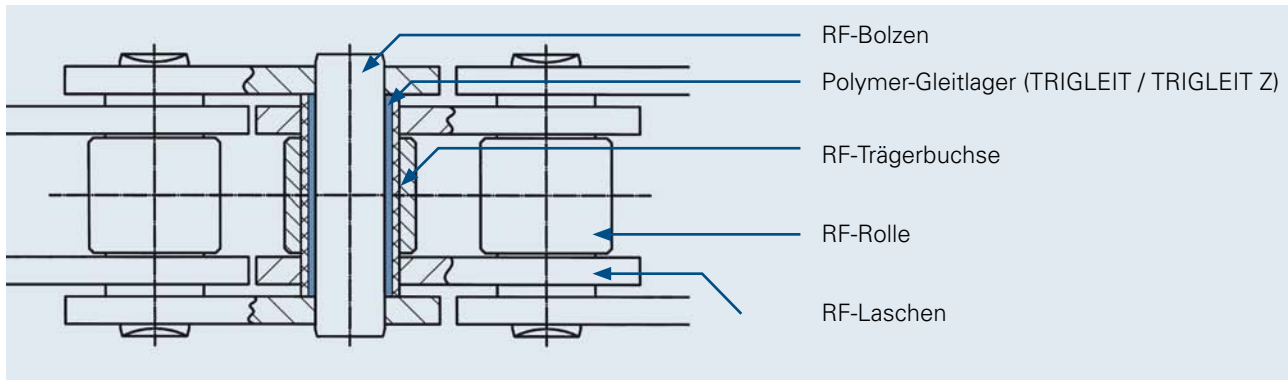 RF-Bolzen
Polymer-Gleitlager (TRIGLEIT / TRIGLEIT Z)
RF-Trägerbuchse
RF-Rolle
RF-Laschen